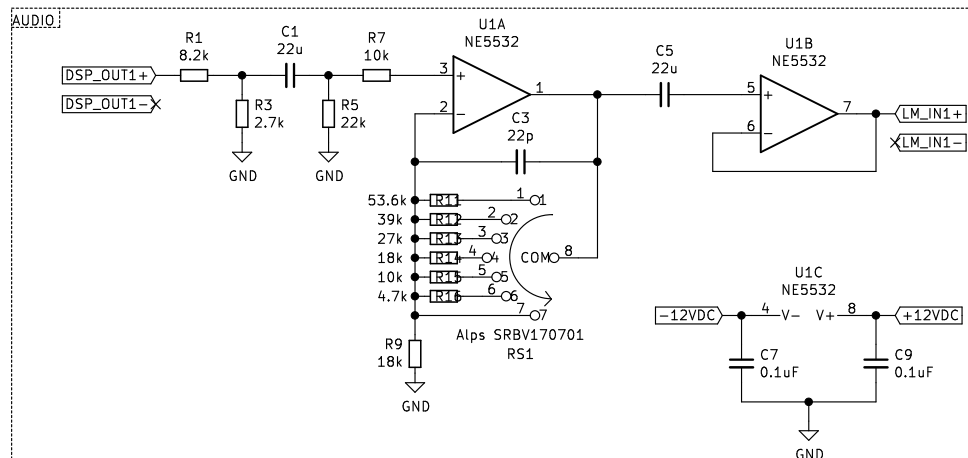 AUDIO
R1
8.2k
C1
22u
R7
10k
U1A
NE5532
DSP_OUT1+
DSP_OUT1-
R3
2.7k
R5
22k
GND
GND
3
+
2
-
1
C3
22p
C5
22u
U1B
NE5532
5
+
6
-
7
LM_IN1+
LM_IN1-
53.6k R11 1 1
39k R12 2 2
27k R13 3 3
18k R14 4 4
10k R15 5 5
4.7k R16 6 6
7 7
COM 8
Alps SRBV170701
RS1
R9
18k
GND
U1C
NE5532
-12VDC 4 V- V+ 8 +12VDC
C7
0.1uF
C9
0.1uF
GND